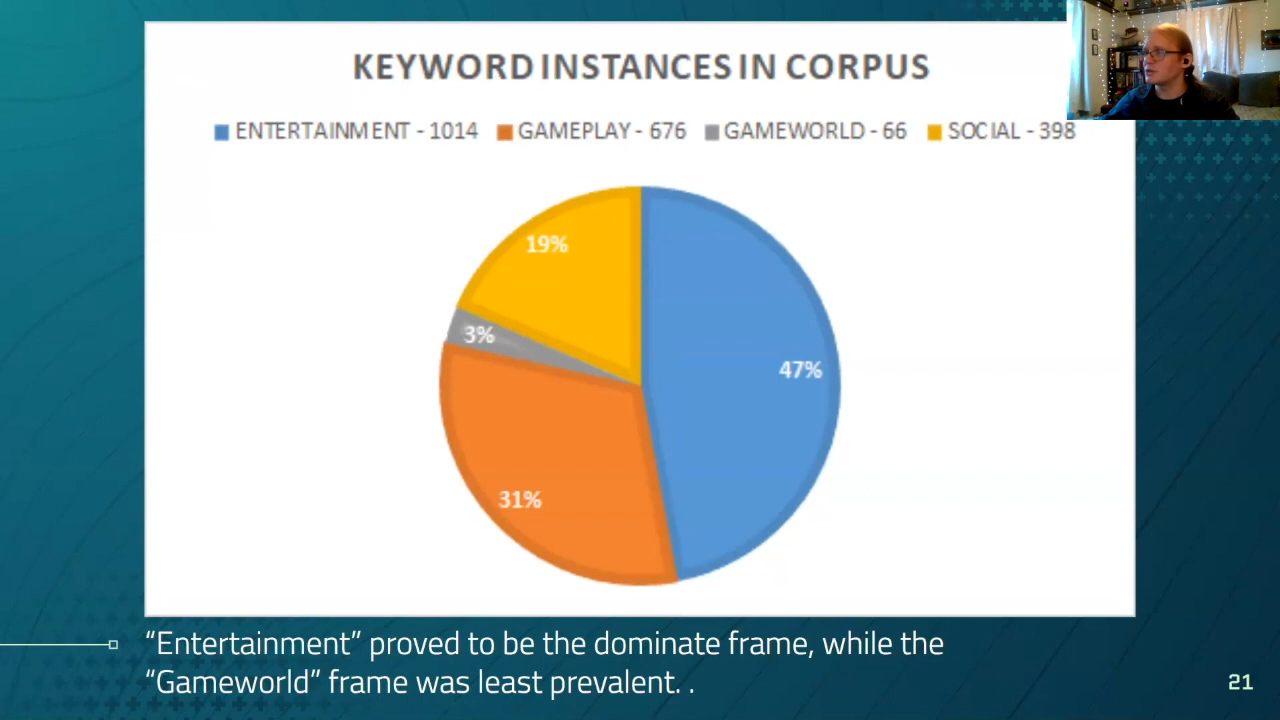 KEYWORD INSTANCES IN CORPUS
ENTERTAINMENT - 1014 GAMEPLAY - 676 GAMEWORLD - 66 SOCIAL - 398
19%
3%
47%
31%
“Entertainment” proved to be the dominate frame, while the
“Gameworld” frame was least prevalent. .
21